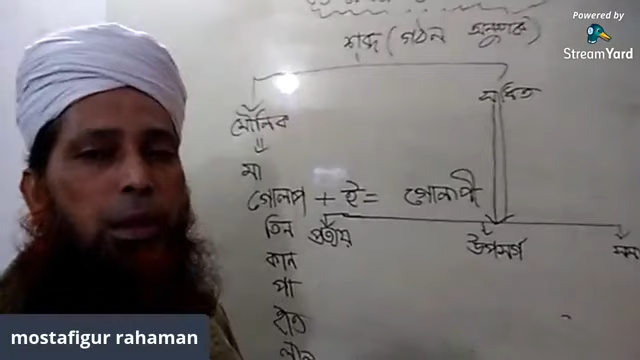 Powered by
StreamYard
শব্দ (গঠন অনুসারে)
মৌলিক
সাধিত
মা
গোলাপ + ই = গোলাপী
তিন
প্রত্যয়
উপসর্গ
কান
পা
হাত
লাল
mostafigur rahaman